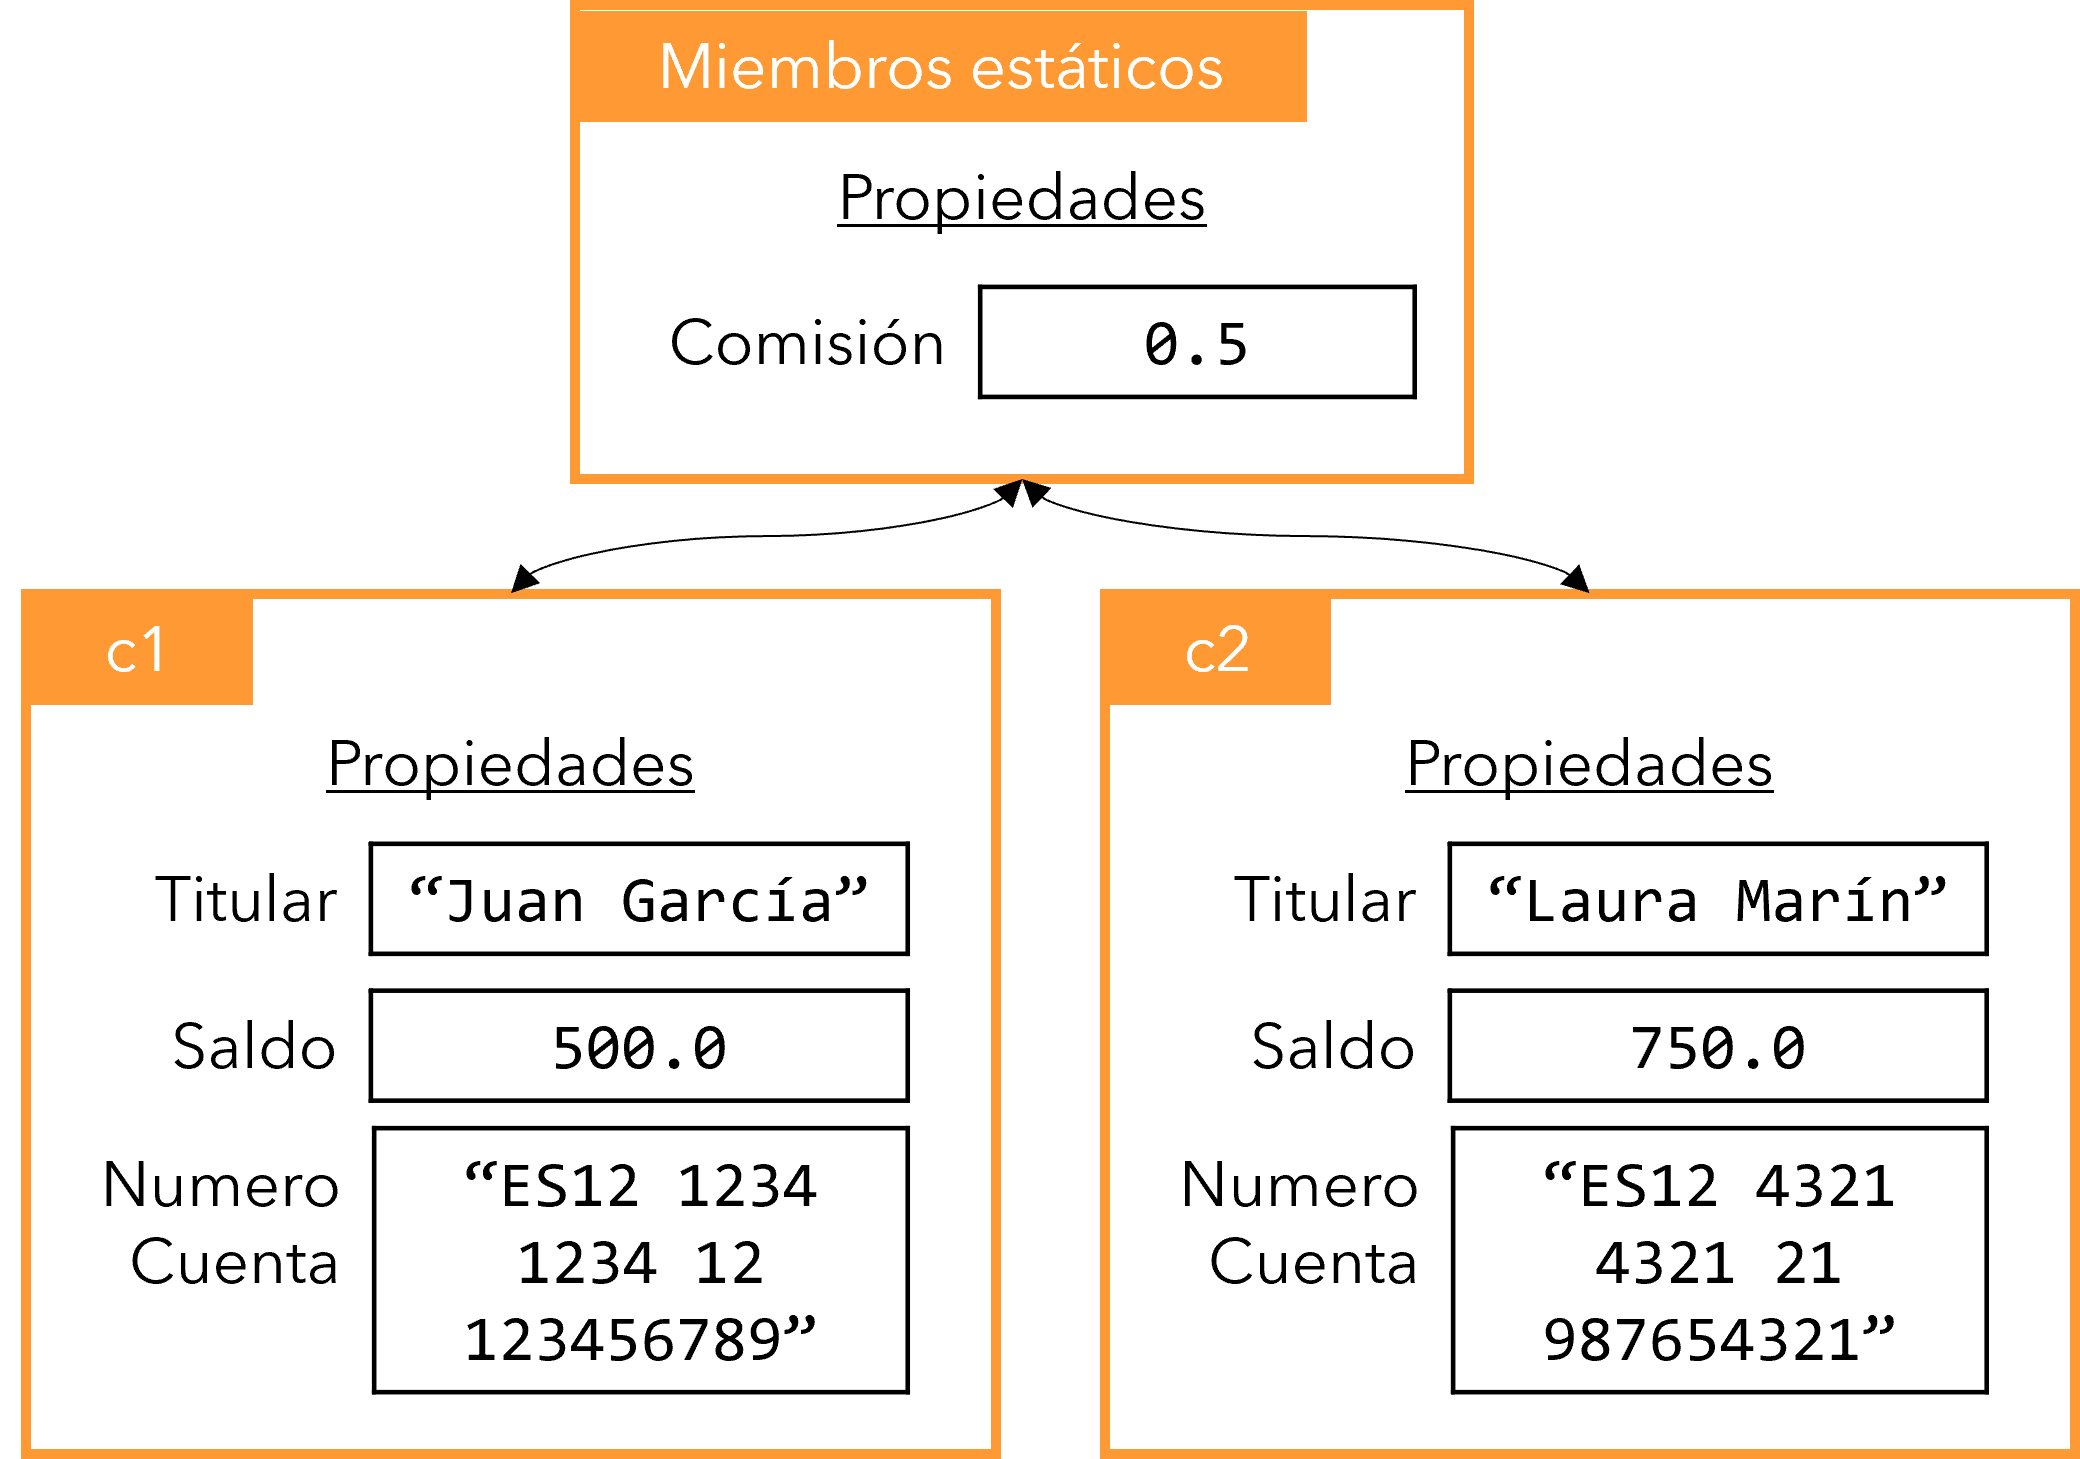 Miembros estáticos
Propiedades
Comisión 0.5
c1
Propiedades
Titular “Juan García”
Saldo 500.0
Numero Cuenta
“ES12 1234
1234 12
123456789”
c2
Propiedades
Titular “Laura Marín”
Saldo 750.0
Numero Cuenta
“ES12 4321
4321 21
987654321”